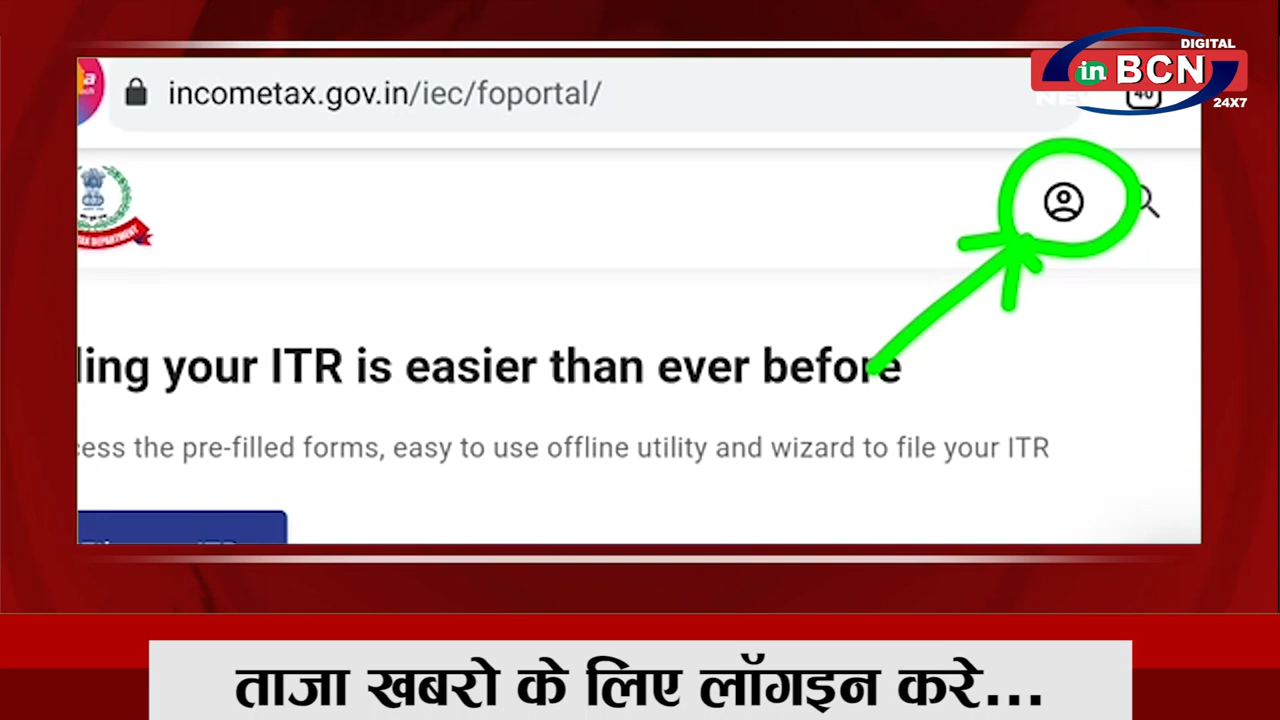 DIGITAL
in BCN
24X7
incometax.gov.in/iec/foportal/
ling your ITR is easier than ever before
cess the pre-filled forms, easy to use offline utility and wizard to file your ITR
ताजा खबरो के लिए लॉगइन करे...